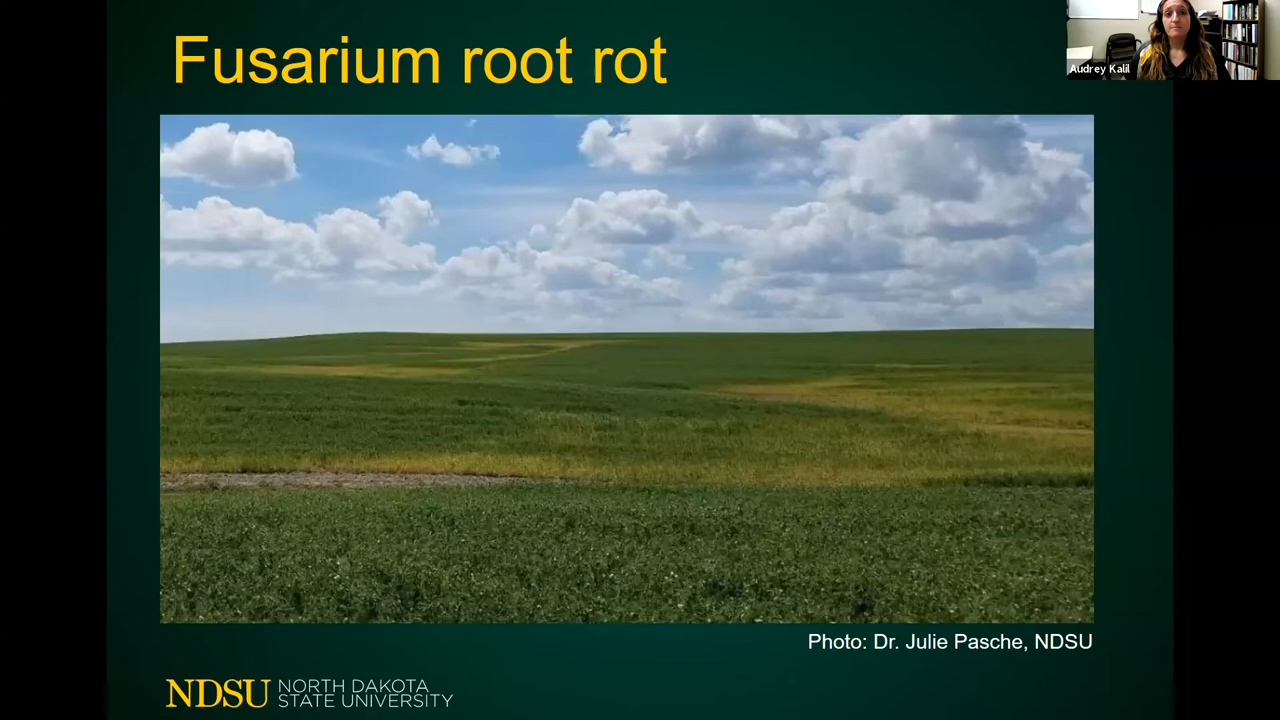 Fusarium root rot
Audrey Kalil
Photo: Dr. Julie Pasche, NDSU
NDSU
NORTH DAKOTA
STATE UNIVERSITY